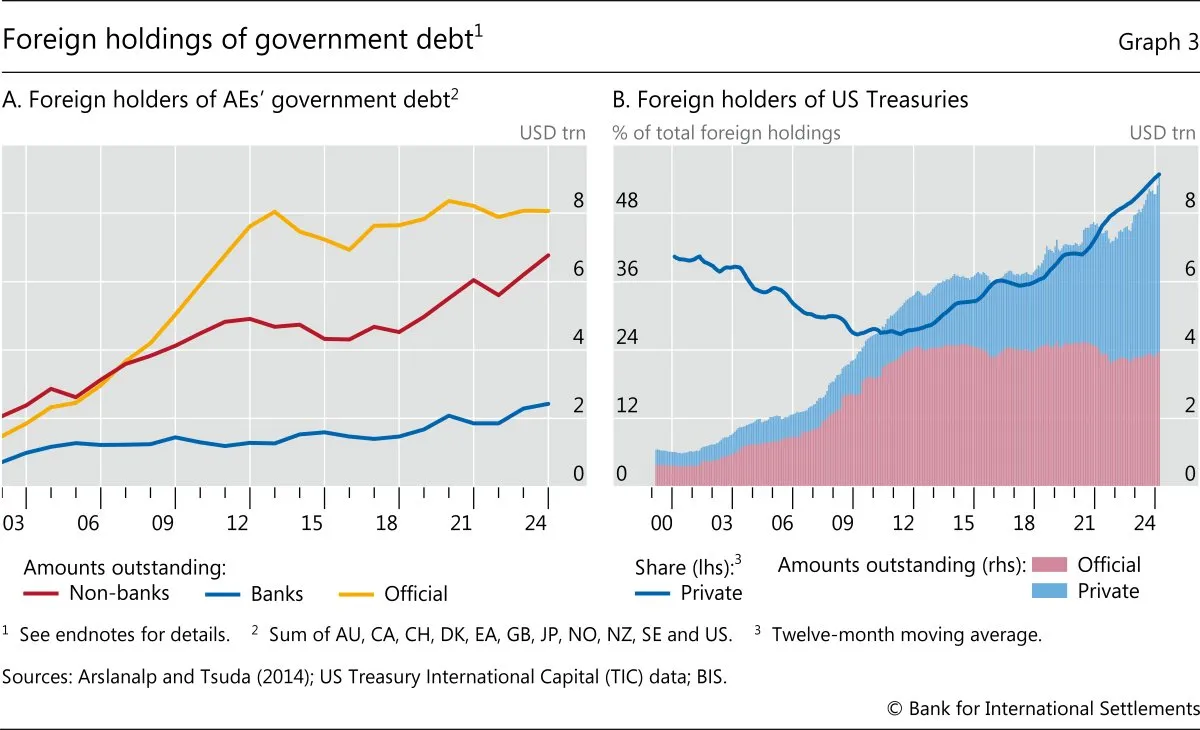 Foreign holdings of government debt¹
Graph 3
A. Foreign holders of AEs’ government debt²
USD trn
8
6
4
2
0
03 06 09 12 15 18 21 24
Amounts outstanding:
Non-banks Banks Official
B. Foreign holders of US Treasuries
% of total foreign holdings USD trn
48 8
36 6
24 4
12 2
0 0
00 03 06 09 12 15 18 21 24
Share (lhs):³ Amounts outstanding (rhs): Official
Private Private
¹ See endnotes for details. ² Sum of AU, CA, CH, DK, EA, GB, JP, NO, NZ, SE and US. ³ Twelve-month moving average.
Sources: Arslanalp and Tsuda (2014); US Treasury International Capital (TIC) data; BIS.
© Bank for International Settlements